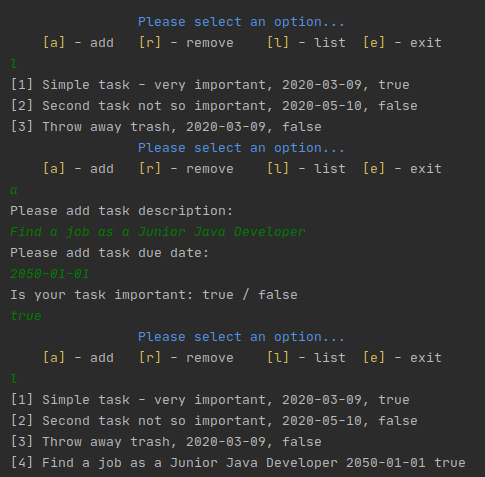 Please select an option...
[a] - add   [r] - remove    [l] - list  [e] - exit
l
[1] Simple task - very important, 2020-03-09, true
[2] Second task not so important, 2020-05-10, false
[3] Throw away trash, 2020-03-09, false
Please select an option...
[a] - add   [r] - remove    [l] - list  [e] - exit
a
Please add task description:
Find a job as a Junior Java Developer
Please add task due date:
2050-01-01
Is your task important: true / false
true
Please select an option...
[a] - add   [r] - remove    [l] - list  [e] - exit
l
[1] Simple task - very important, 2020-03-09, true
[2] Second task not so important, 2020-05-10, false
[3] Throw away trash, 2020-03-09, false
[4] Find a job as a Junior Java Developer 2050-01-01 true